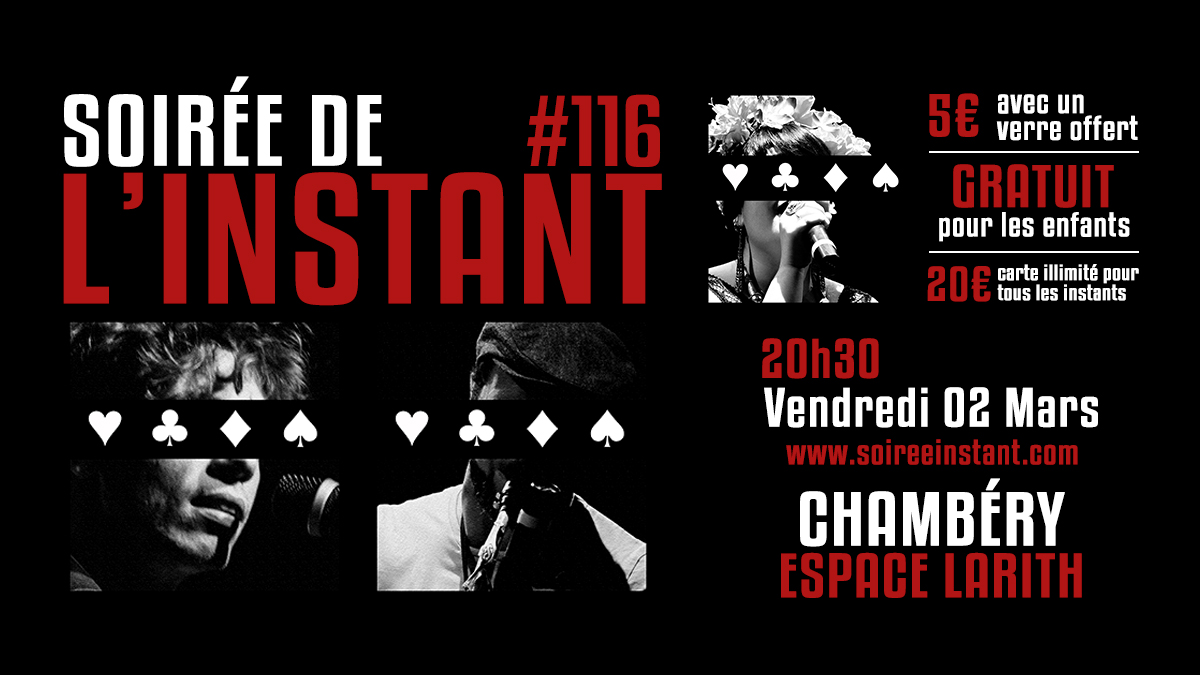 SOIRÉE DE #116
L'INSTANT
5€ avec un
verre offert
GRATUIT
pour les enfants
20€ carte illimité pour
tous les instants
20h30
Vendredi 02 Mars
www.soireeinstant.com
CHAMBÉRY
ESPACE LARITH